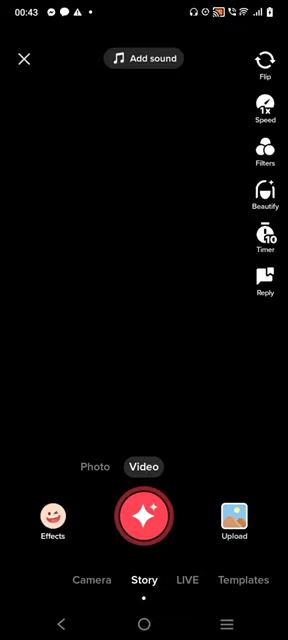 00:43
Add sound
Flip
1x
Speed
Filters
Beautify
10
Timer
Reply
Photo
Video
Effects
Upload
Camera
Story
LIVE
Templates